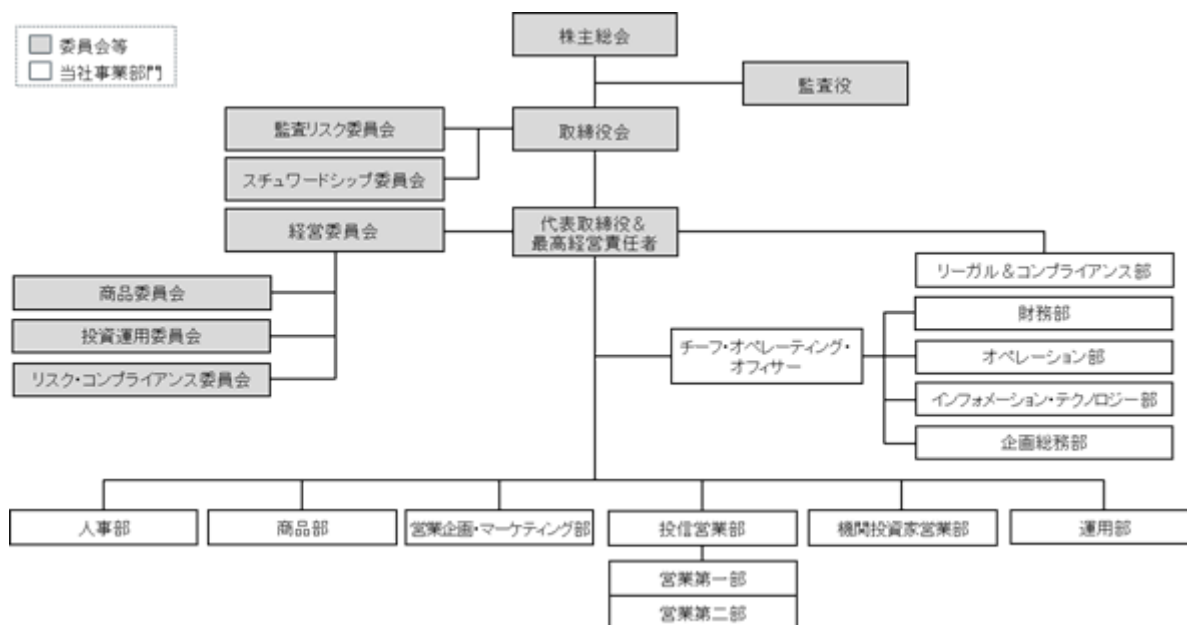 委員会等
当社事業部門
株主総会
監査役
監査リスク委員会
取締役会
スチュワードシップ委員会
経営委員会
代表取締役&
最高経営責任者
リーガル&コンプライアンス部
商品委員会
財務部
投資運用委員会
チーフ・オペレーティング・
オフィサー
オペレーション部
リスク・コンプライアンス委員会
インフォメーション・テクノロジー部
企画総務部
人事部
商品部
営業企画・マーケティング部
投信営業部
機関投資家営業部
運用部
営業第一部
営業第二部